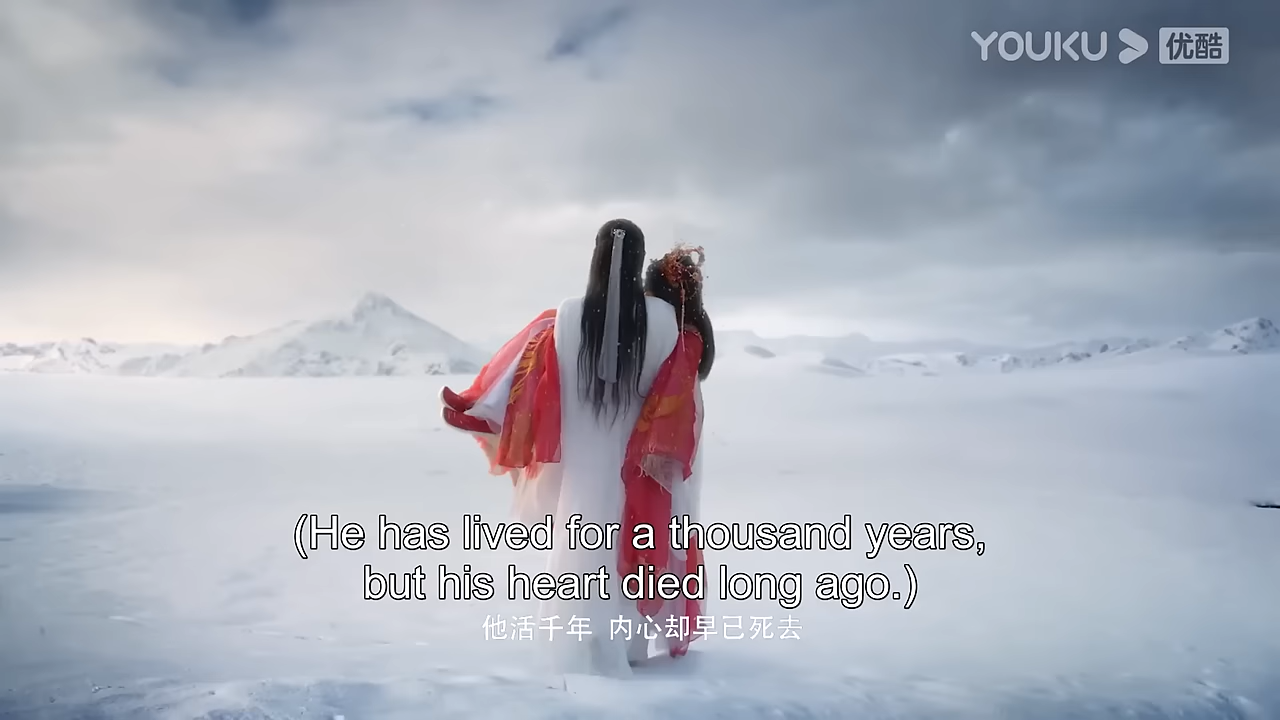 YOUKU 优酷
(He has lived for a thousand years,
but his heart died long ago.)
他活千年 内心却早已死去